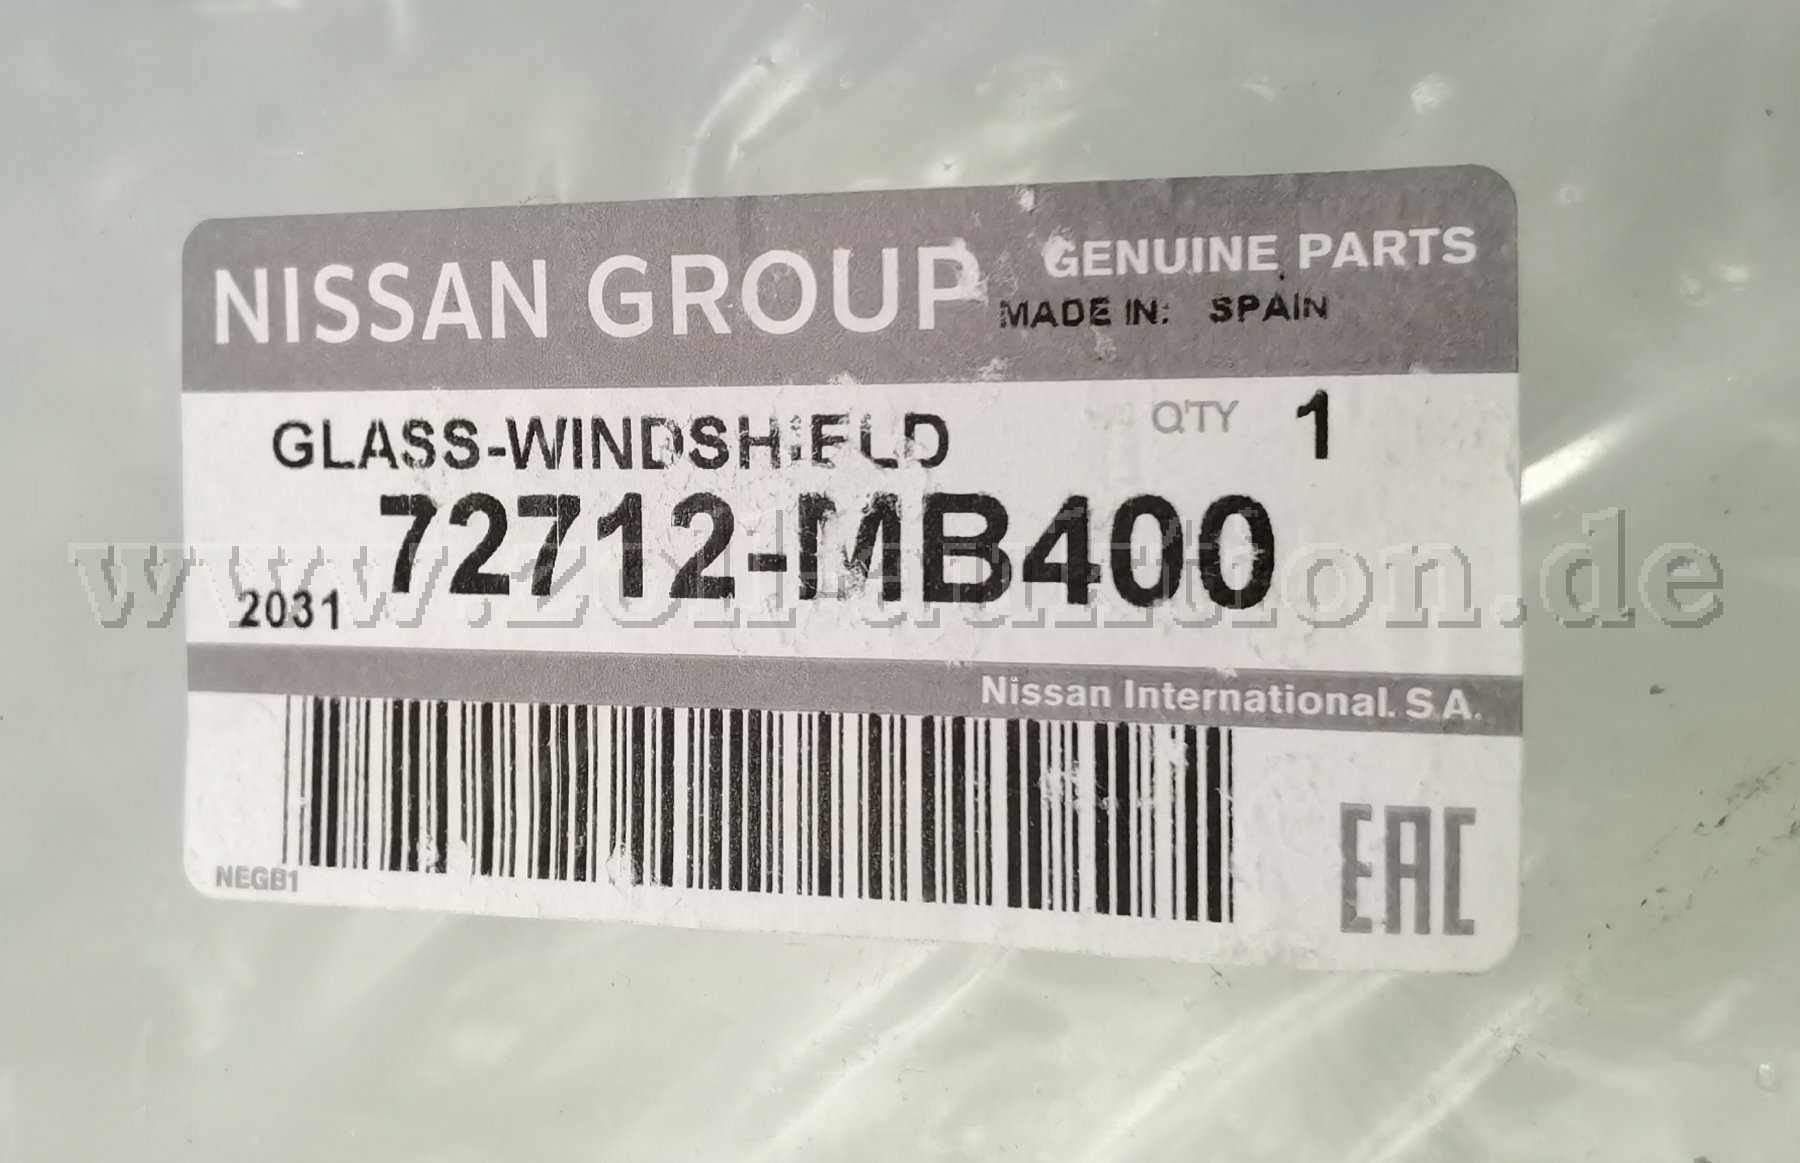 NISSAN GROUP GENUINE PARTS
MADE IN: SPAIN
GLASS-WINDSHIELD Q'TY 1
72712-MB400
www.zoll-auktion.de
2031
Nissan International. S.A.
NEGB1
EAC